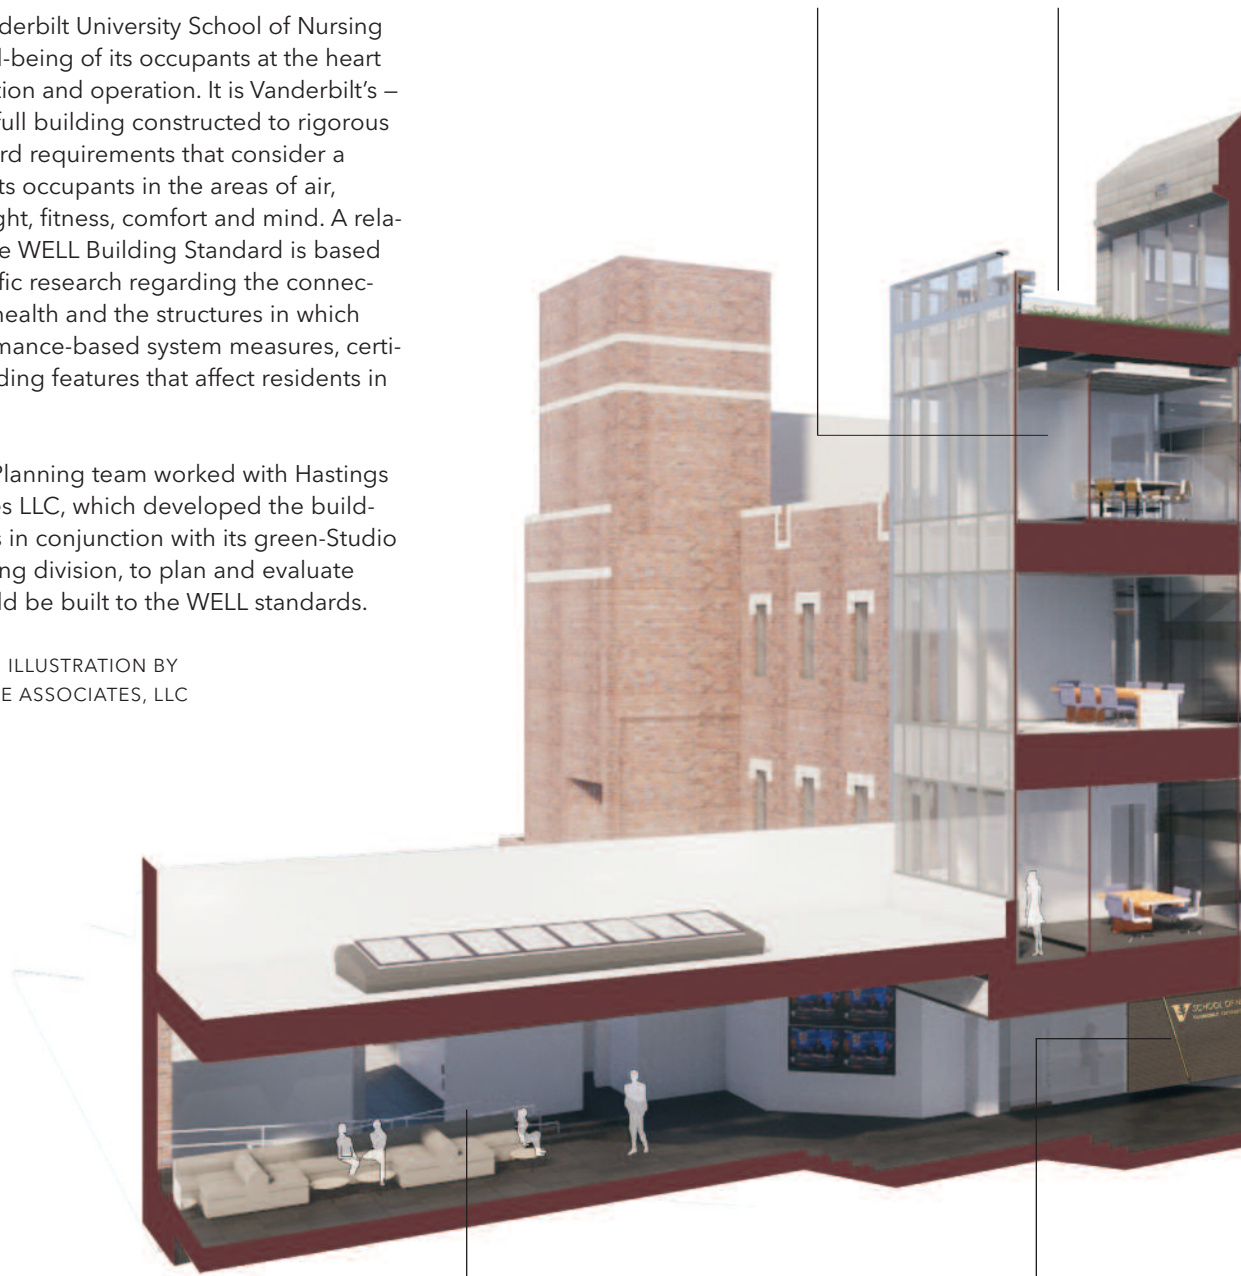 derbilt University School of Nursing
l-being of its occupants at the heart
tion and operation. It is Vanderbilt’s –
full building constructed to rigorous
rd requirements that consider a
ts occupants in the areas of air,
ght, fitness, comfort and mind. A rela-
e WELL Building Standard is based
fic research regarding the connec-
health and the structures in which
mance-based system measures, certi-
ding features that affect residents in
Planning team worked with Hastings
es LLC, which developed the build-
s in conjunction with its green-Studio
ing division, to plan and evaluate
ld be built to the WELL standards.
ILLUSTRATION BY
E ASSOCIATES, LLC
SCHOOL OF N